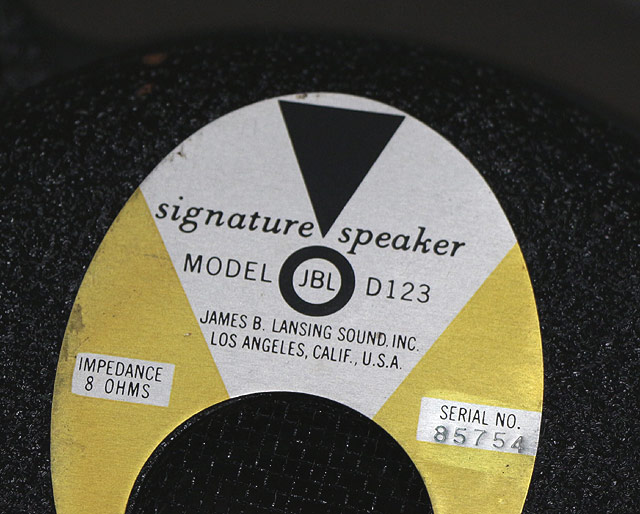 signature speaker
MODEL JBL D123
JAMES B. LANSING SOUND, INC.
LOS ANGELES, CALIF., U.S.A.
IMPEDANCE
8 OHMS
SERIAL NO.
85754